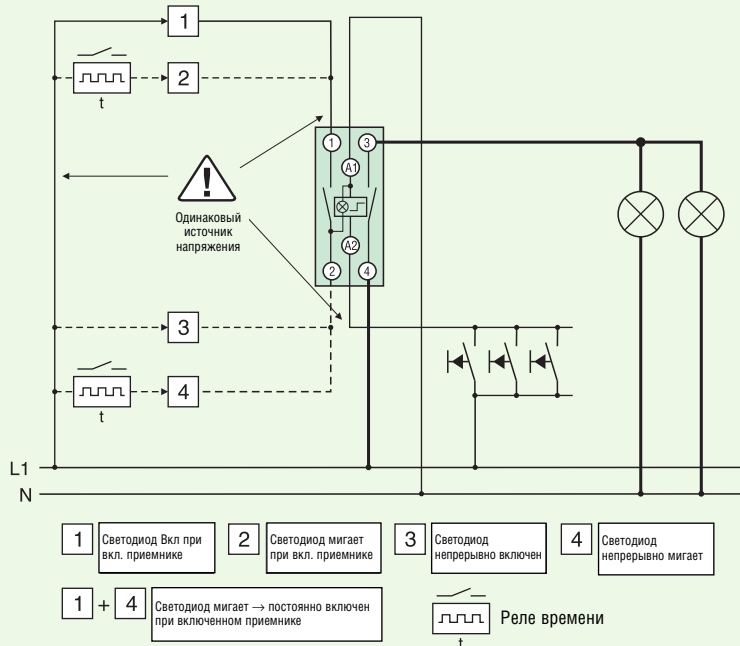 1
2
t
1
3
A1
Одинаковый
источник
напряжения
A2
2
4
3
4
t
L1
N
1
Светодиод Вкл при
вкл. приемнике
2
Светодиод мигает
при вкл. приемнике
3
Светодиод
непрерывно включен
4
Светодиод
непрерывно мигает
1 + 4
Светодиод мигает → постоянно включен
при включенном приемнике
Реле времени
t